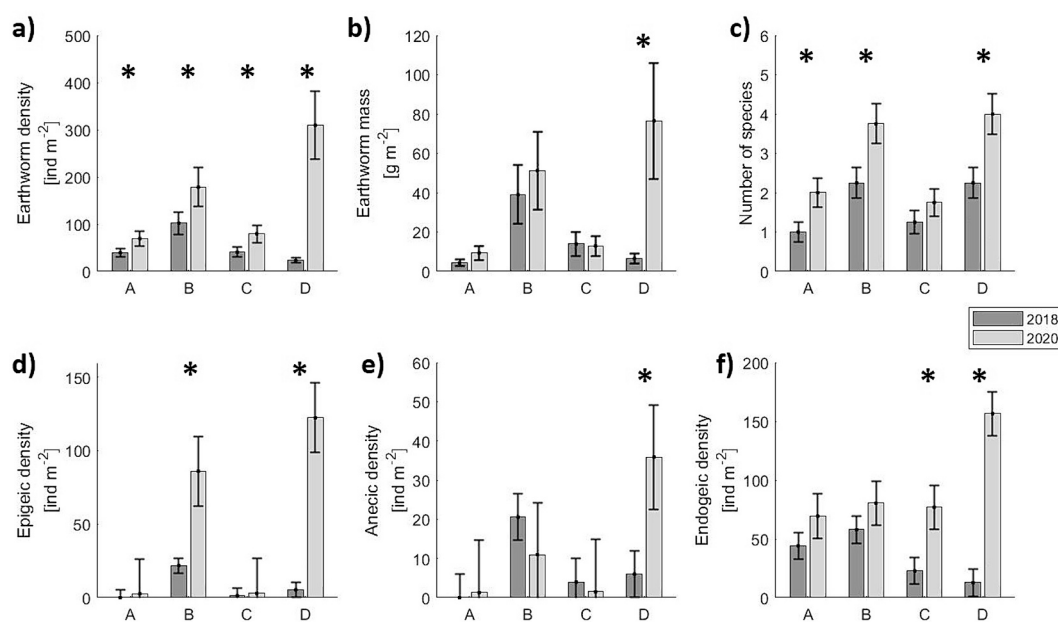 a)
Earthworm density
[ind m⁻²]
500
400
300
200
100
0
* * * *
A B C D
b)
Earthworm mass
[g m⁻²]
120
100
80
60
40
20
0
*
A B C D
c)
Number of species
6
5
4
3
2
1
0
* * *
A B C D
2018
2020
d)
Epigeic density
[ind m⁻²]
150
100
50
0
* *
A B C D
e)
Anecic density
[ind m⁻²]
60
50
40
30
20
10
0
*
A B C D
f)
Endogeic density
[ind m⁻²]
200
150
100
50
0
* *
A B C D